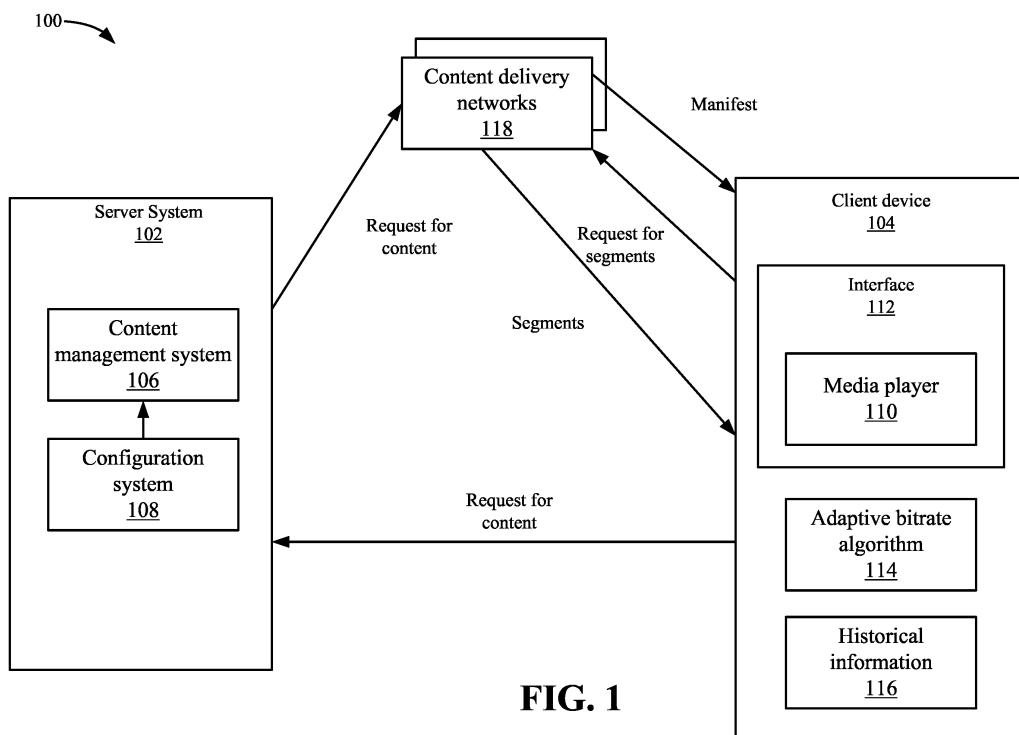 100
Content delivery
networks
118
Manifest
Server System
102
Request for
content
Request for
segments
Client device
104
Interface
112
Segments
Content
management system
106
Media player
110
Configuration
system
108
Request for
content
Adaptive bitrate
algorithm
114
Historical
information
116
FIG. 1